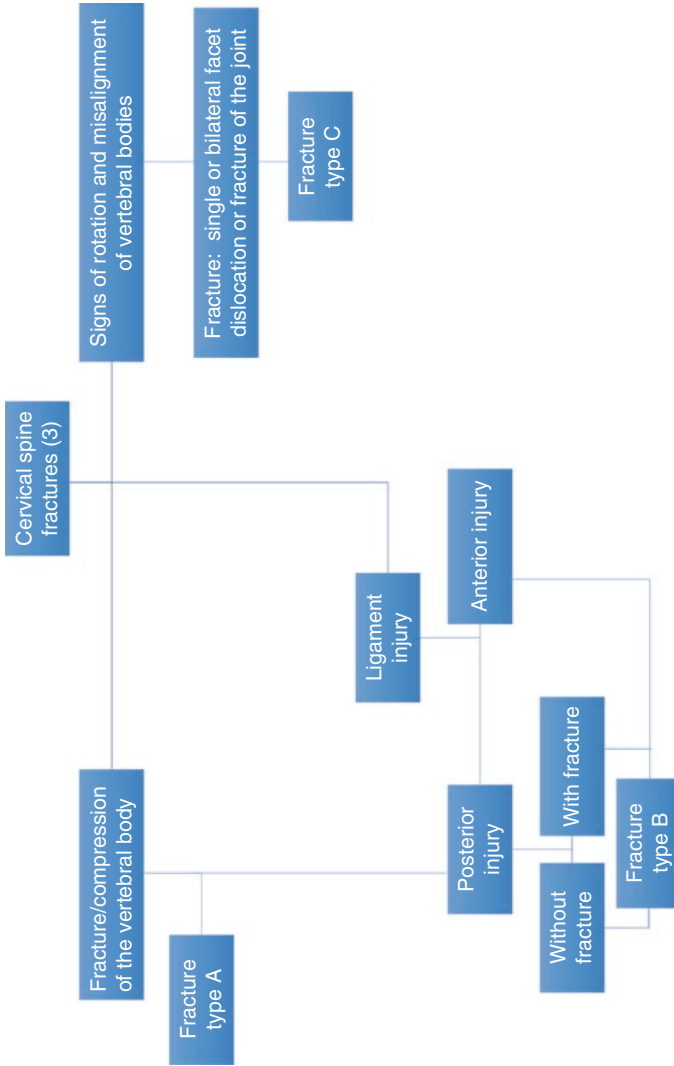 Cervical spine
fractures (3)
Fracture/compression
of the vertebral body
Signs of rotation and misalignment
of vertebral bodies
Fracture
type A
Fracture:  single or bilateral facet
dislocation or fracture of the joint
Fracture
type C
Ligament
injury
Posterior
injury
Anterior injury
Without
fracture
With fracture
Fracture
type B